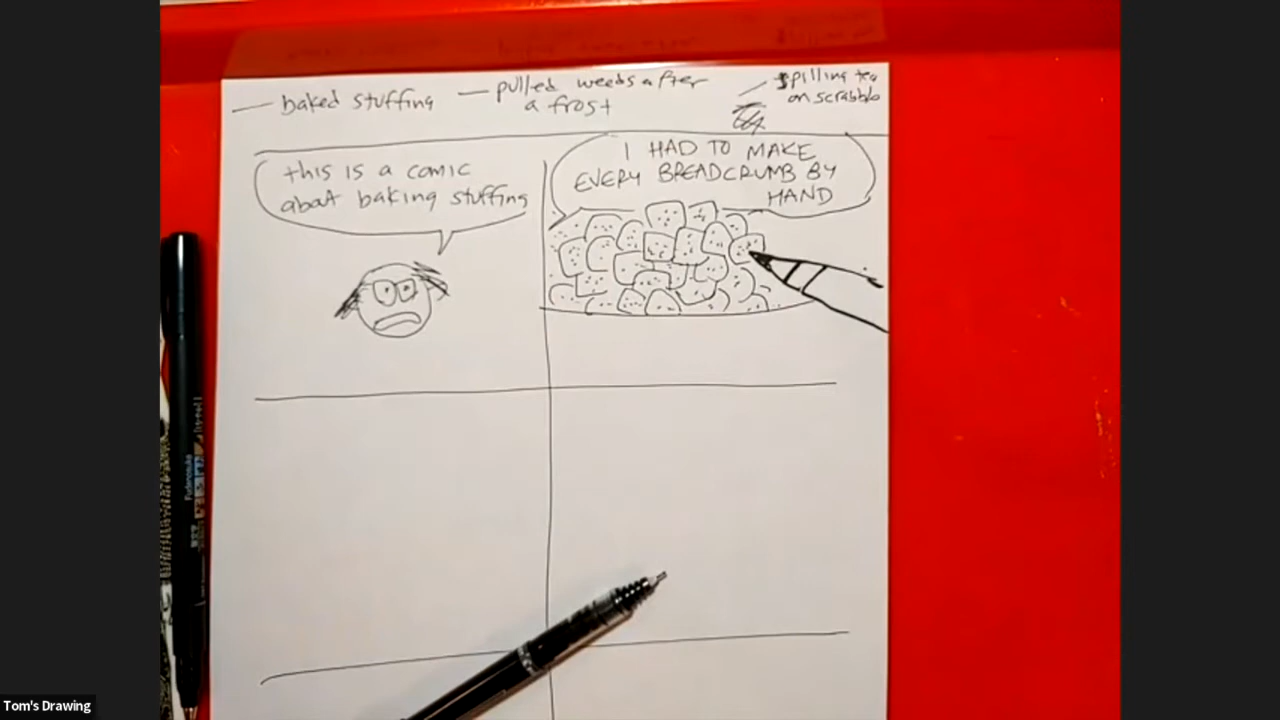 baked stuffing
pulled weeds after
a frost
spilling tea
on scrabble
this is a comic
about baking stuffing
I HAD TO MAKE
EVERY BREADCRUMB BY
HAND
Tom's Drawing